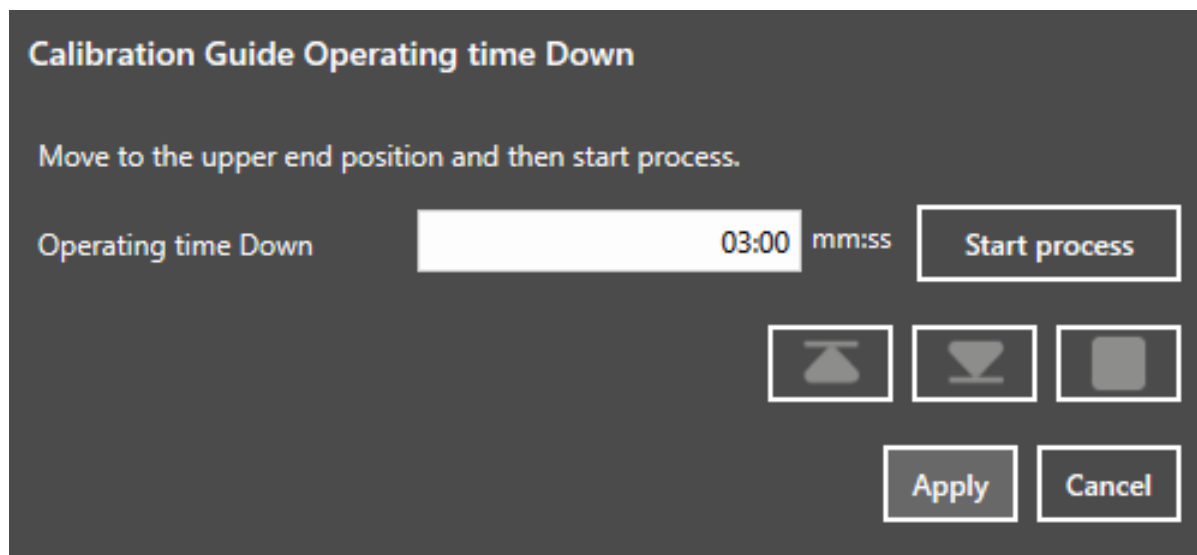 Calibration Guide Operating time Down
Move to the upper end position and then start process.
Operating time Down 03:00 mm:ss Start process
Apply Cancel